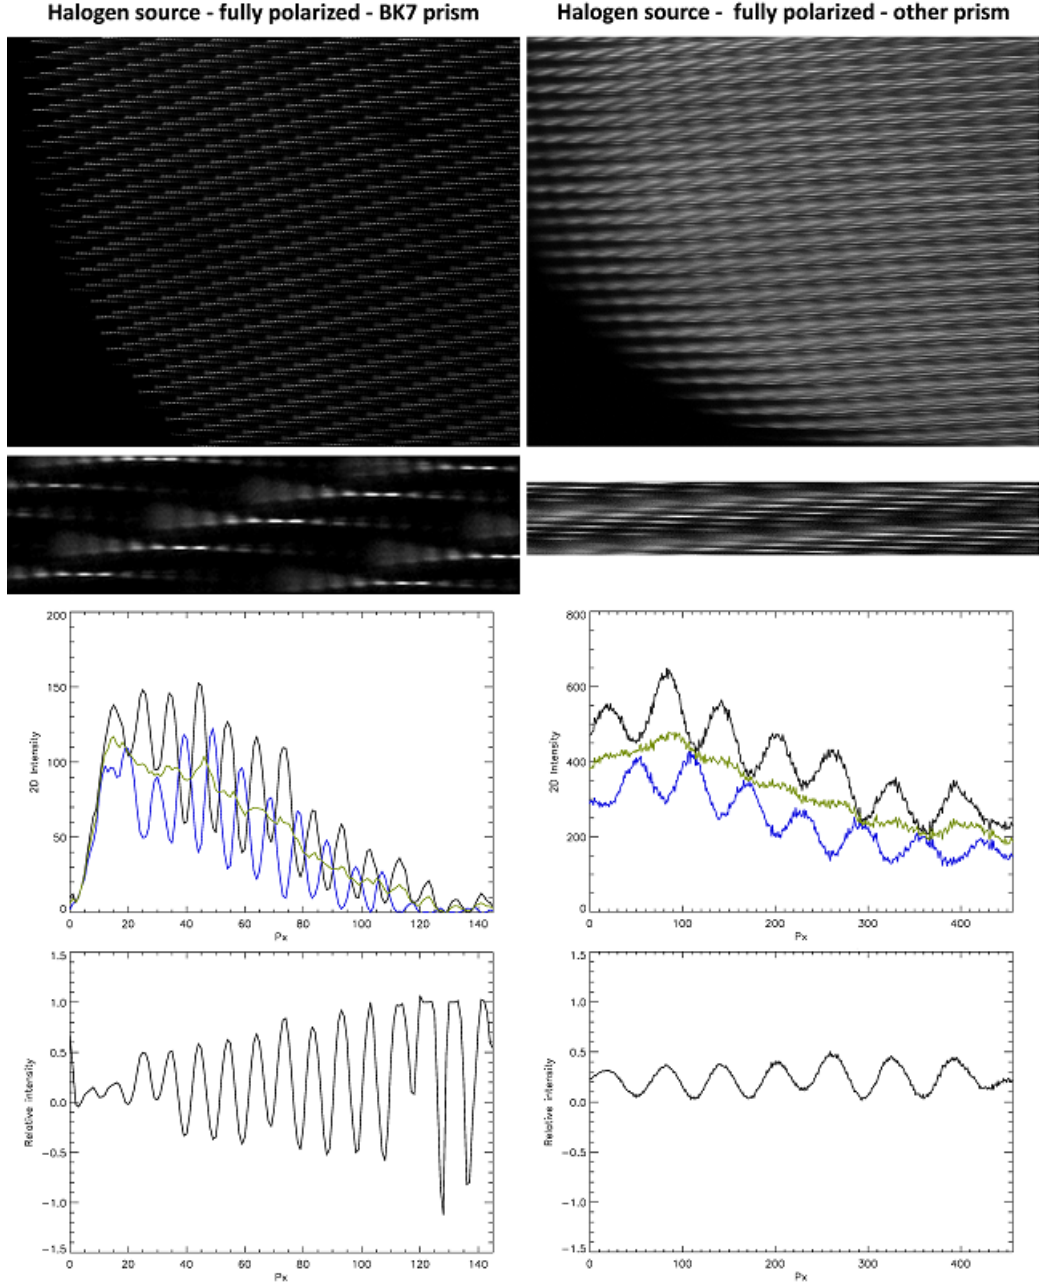 Halogen source - fully polarized - BK7 prism
Halogen source - fully polarized - other prism
200
150
100
50
0
2D Intensity
0 20 40 60 80 100 120 140
Px
800
600
400
200
0
2D Intensity
0 100 200 300 400
Px
1.5
1.0
0.5
0.0
-0.5
-1.0
-1.5
Relative intensity
0 20 40 60 80 100 120 140
Px
1.5
1.0
0.5
0.0
-0.5
-1.0
-1.5
Relative intensity
0 100 200 300 400
Px